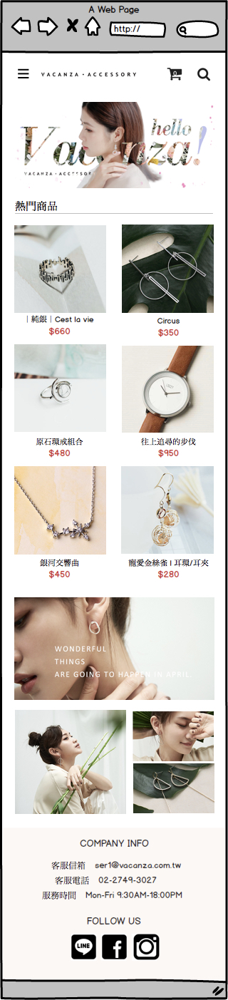 A Web Page
http://
VACANZA • ACCESSORY
0
hello
Vacanza!
VACANZA • ACCESSOR
熱門商品
｜純銀｜Cest la vie
$660
Circus
$350
原石環戒組合
$480
往上追尋的步伐
$950
銀河交響曲
$450
寵愛金絲雀 l 耳環/耳夾
$280
WONDERFUL
THINGS
ARE GOING TO HAPPEN IN APRIL.
COMPANY INFO
客服信箱 ser1@vacanza.com.tw
客服電話 02-2749-3027
服務時間 Mon-Fri 9:30AM-18:00PM
FOLLOW US
LINE